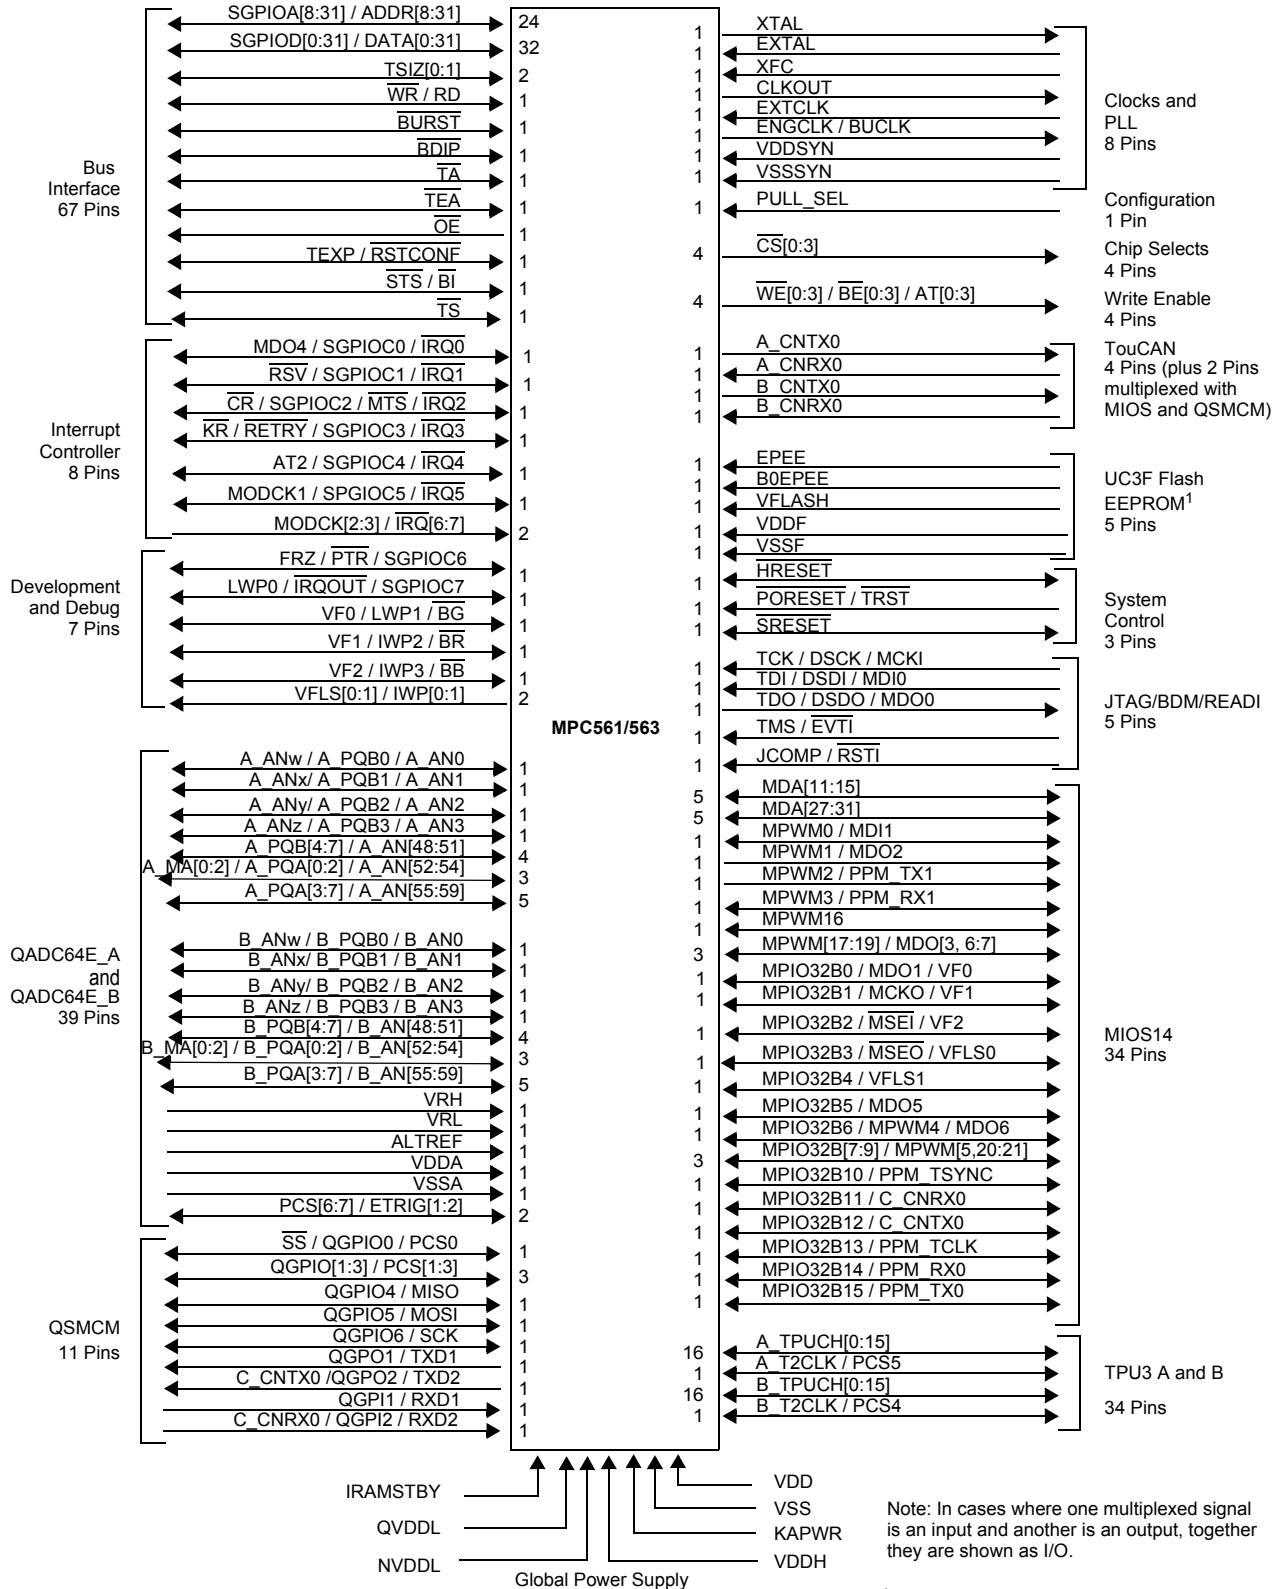 SGPIOA[8:31] / ADDR[8:31]
24
SGPIOD[0:31] / DATA[0:31]
32
TSIZ[0:1]
2
WR / RD
1
BURST
1
BDIP
1
TA
1
TEA
1
OE
1
TEXP / RSTCONF
1
STS / BI
1
TS
1
Bus
Interface
67 Pins
MDO4 / SGPIOC0 / IRQ0
1
RSV / SGPIOC1 / IRQ1
1
CR / SGPIOC2 / MTS / IRQ2
1
KR / RETRY / SGPIOC3 / IRQ3
1
AT2 / SGPIOC4 / IRQ4
1
MODCK1 / SPGIOC5 / IRQ5
1
MODCK[2:3] / IRQ[6:7]
2
Interrupt
Controller
8 Pins
FRZ / PTR / SGPIOC6
1
LWP0 / IRQOUT / SGPIOC7
1
VF0 / LWP1 / BG
1
VF1 / IWP2 / BR
1
VF2 / IWP3 / BB
1
VFLS[0:1] / IWP[0:1]
2
Development
and Debug
7 Pins
A_ANw / A_PQB0 / A_AN0
1
A_ANx/ A_PQB1 / A_AN1
1
A_ANy/ A_PQB2 / A_AN2
1
A_ANz / A_PQB3 / A_AN3
1
A_PQB[4:7] / A_AN[48:51]
4
A_MA[0:2] / A_PQA[0:2] / A_AN[52:54]
3
A_PQA[3:7] / A_AN[55:59]
5
B_ANw / B_PQB0 / B_AN0
1
B_ANx/ B_PQB1 / B_AN1
1
B_ANy/ B_PQB2 / B_AN2
1
B_ANz / B_PQB3 / B_AN3
1
B_PQB[4:7] / B_AN[48:51]
4
B_MA[0:2] / B_PQA[0:2] / B_AN[52:54]
3
B_PQA[3:7] / B_AN[55:59]
5
VRH
1
VRL
1
ALTREF
1
VDDA
1
VSSA
1
PCS[6:7] / ETRIG[1:2]
2
QADC64E_A
and
QADC64E_B
39 Pins
SS / QGPIO0 / PCS0
1
QGPIO[1:3] / PCS[1:3]
3
QGPIO4 / MISO
1
QGPIO5 / MOSI
1
QGPIO6 / SCK
1
QGPO1 / TXD1
1
C_CNTX0 /QGPO2 / TXD2
1
QGPI1 / RXD1
1
C_CNRX0 / QGPI2 / RXD2
1
QSMCM
11 Pins
MPC561/563
1
XTAL
1
EXTAL
1
XFC
1
CLKOUT
1
EXTCLK
1
ENGCLK / BUCLK
1
VDDSYN
1
VSSSYN
Clocks and
PLL
8 Pins
1
PULL_SEL
Configuration
1 Pin
4
CS[0:3]
Chip Selects
4 Pins
4
WE[0:3] / BE[0:3] / AT[0:3]
Write Enable
4 Pins
1
A_CNTX0
1
A_CNRX0
1
B_CNTX0
1
B_CNRX0
TouCAN
4 Pins (plus 2 Pins
multiplexed with
MIOS and QSMCM)
1
EPEE
1
B0EPEE
1
VFLASH
1
VDDF
1
VSSF
UC3F Flash
EEPROM1
5 Pins
1
HRESET
1
PORESET / TRST
1
SRESET
System
Control
3 Pins
1
TCK / DSCK / MCKI
1
TDI / DSDI / MDI0
1
TDO / DSDO / MDO0
1
TMS / EVTI
1
JCOMP / RSTI
JTAG/BDM/READI
5 Pins
5
MDA[11:15]
5
MDA[27:31]
1
MPWM0 / MDI1
1
MPWM1 / MDO2
1
MPWM2 / PPM_TX1
1
MPWM3 / PPM_RX1
1
MPWM16
3
MPWM[17:19] / MDO[3, 6:7]
1
MPIO32B0 / MDO1 / VF0
1
MPIO32B1 / MCKO / VF1
1
MPIO32B2 / MSEI / VF2
1
MPIO32B3 / MSEO / VFLS0
1
MPIO32B4 / VFLS1
1
MPIO32B5 / MDO5
1
MPIO32B6 / MPWM4 / MDO6
3
MPIO32B[7:9] / MPWM[5,20:21]
1
MPIO32B10 / PPM_TSYNC
1
MPIO32B11 / C_CNRX0
1
MPIO32B12 / C_CNTX0
1
MPIO32B13 / PPM_TCLK
1
MPIO32B14 / PPM_RX0
1
MPIO32B15 / PPM_TX0
MIOS14
34 Pins
16
A_TPUCH[0:15]
1
A_T2CLK / PCS5
16
B_TPUCH[0:15]
1
B_T2CLK / PCS4
TPU3 A and B
34 Pins
IRAMSTBY
QVDDL
NVDDL
VDD
VSS
KAPWR
VDDH
Global Power Supply
Note: In cases where one multiplexed signal
is an input and another is an output, together
they are shown as I/O.